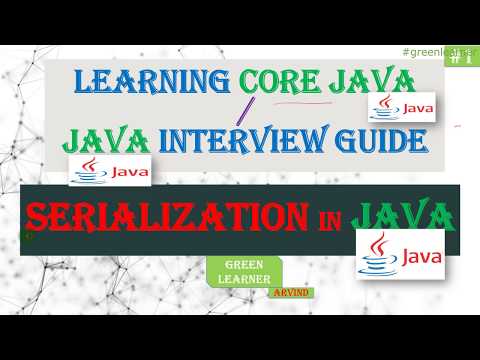 #greenlearner
#1
LEARNING CORE JAVA
/
JAVA INTERVIEW GUIDE
Java
Java
SERIALIZATION IN JAVA
Java
GREEN
LEARNER
ARVIND